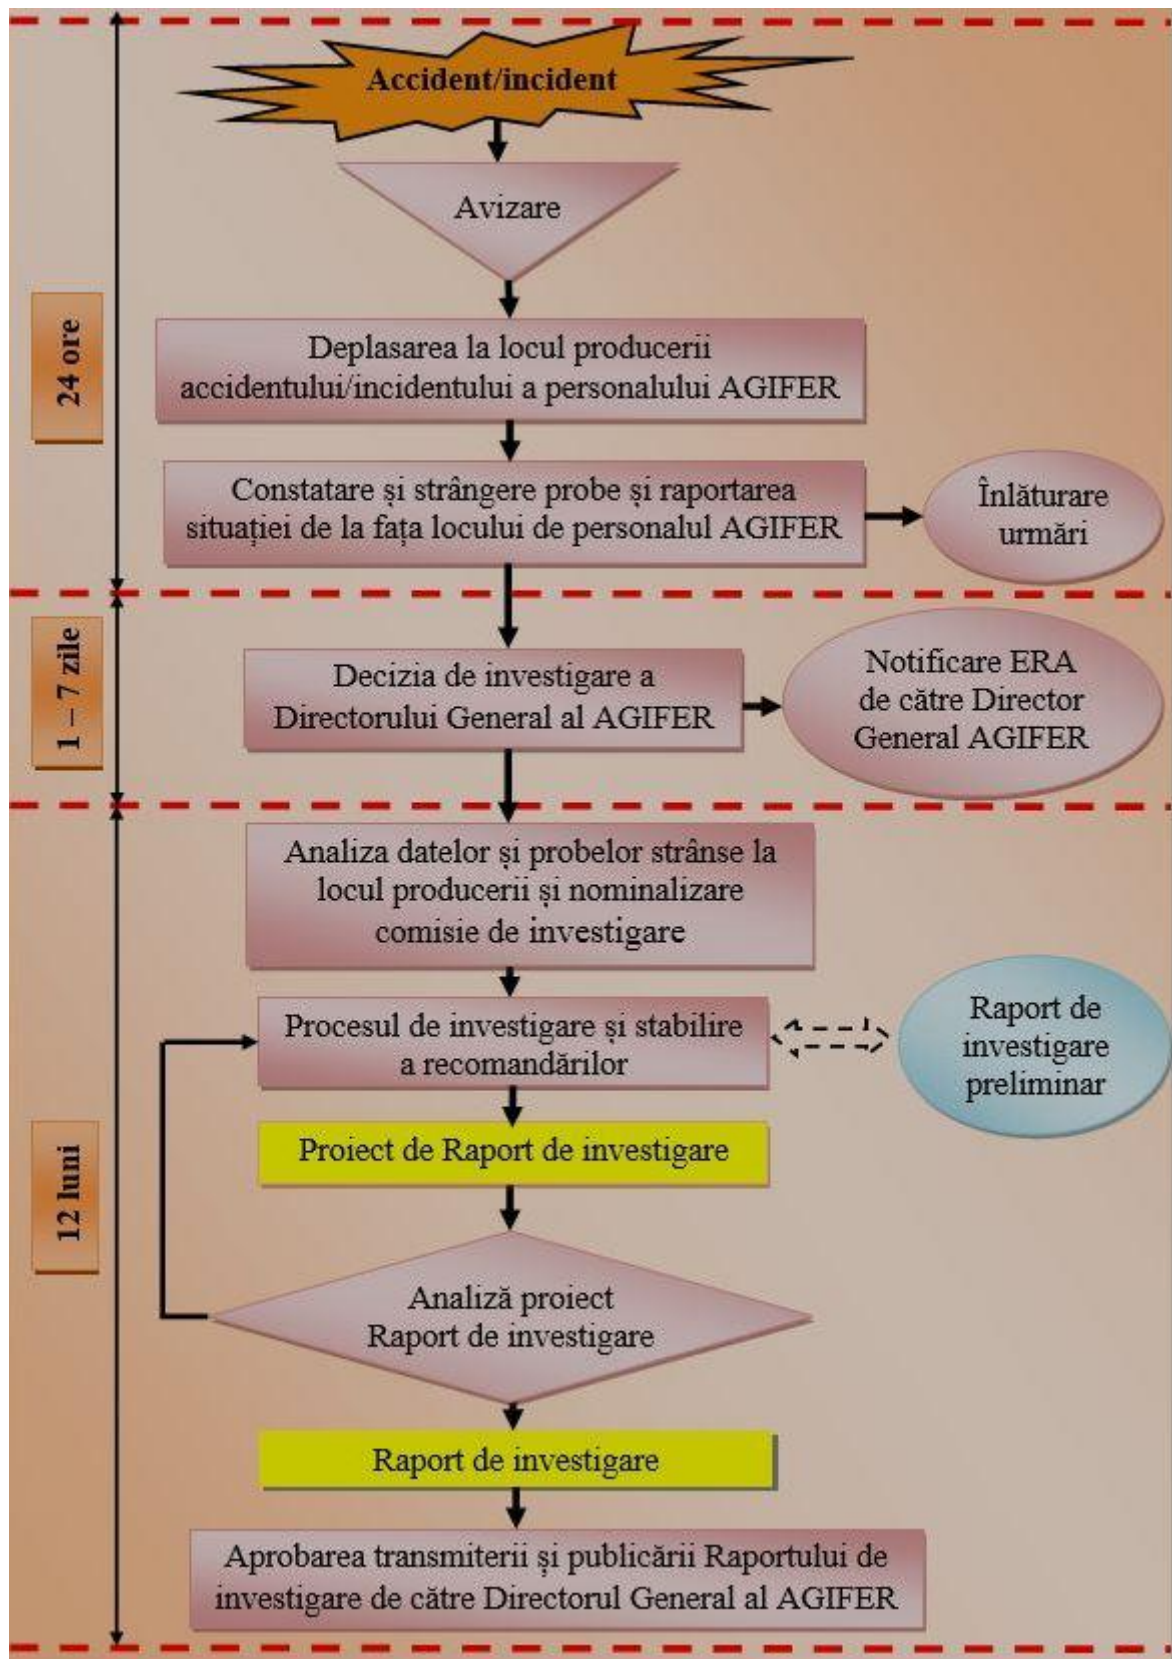 Accident/incident
Avizare
24 ore
Deplasarea la locul producerii
accidentului/incidentului a personalului AGIFER
Constatare și strângere probe și raportarea
situației de la fața locului de personalul AGIFER
Înlăturare
urmări
1 – 7 zile
Decizia de investigare a
Directorului General al AGIFER
Notificare ERA
de către Director
General AGIFER
Analiza datelor și probelor strânse la
locul producerii și nominalizare
comisie de investigare
Procesul de investigare și stabilire
a recomandărilor
Raport de
investigare
preliminar
12 luni
Proiect de Raport de investigare
Analiză proiect
Raport de investigare
Raport de investigare
Aprobarea transmiterii și publicării Raportului de
investigare de către Directorul General al AGIFER